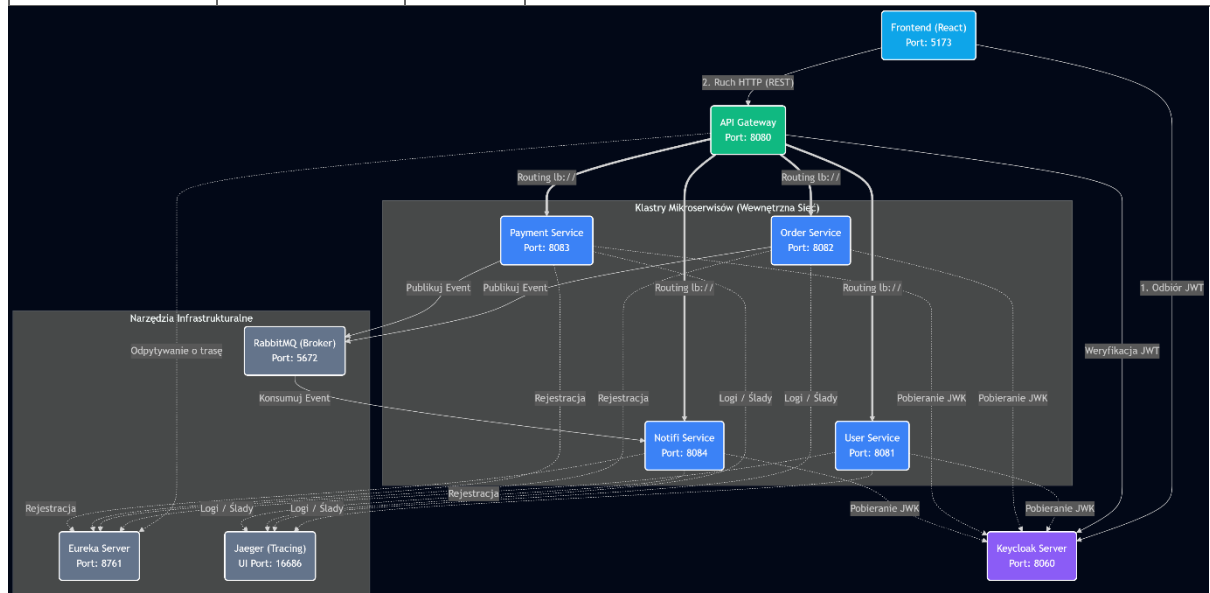 Frontend (React)
Port: 5173
2. Ruch HTTP (REST)
API Gateway
Port: 8080
Routing lb://
Routing lb://
Klastry Mikroserwisów (Wewnętrzna Sieć)
Payment Service
Port: 8083
Order Service
Port: 8082
Publikuj Event
Publikuj Event
Routing lb://
Routing lb://
1. Odbiór JWT
Narzędzia Infrastrukturalne
RabbitMQ (Broker)
Port: 5672
Odpytywanie o trasę
Weryfikacja JWT
Konsumuj Event
Rejestracja
Rejestracja
Logi / Ślady
Logi / Ślady
Pobieranie JWK
Pobieranie JWK
Notifi Service
Port: 8084
User Service
Port: 8081
Rejestracja
Rejestracja
Logi / Ślady
Logi / Ślady
Pobieranie JWK
Pobieranie JWK
Eureka Server
Port: 8761
Jaeger (Tracing)
UI Port: 16686
Keycloak Server
Port: 8060